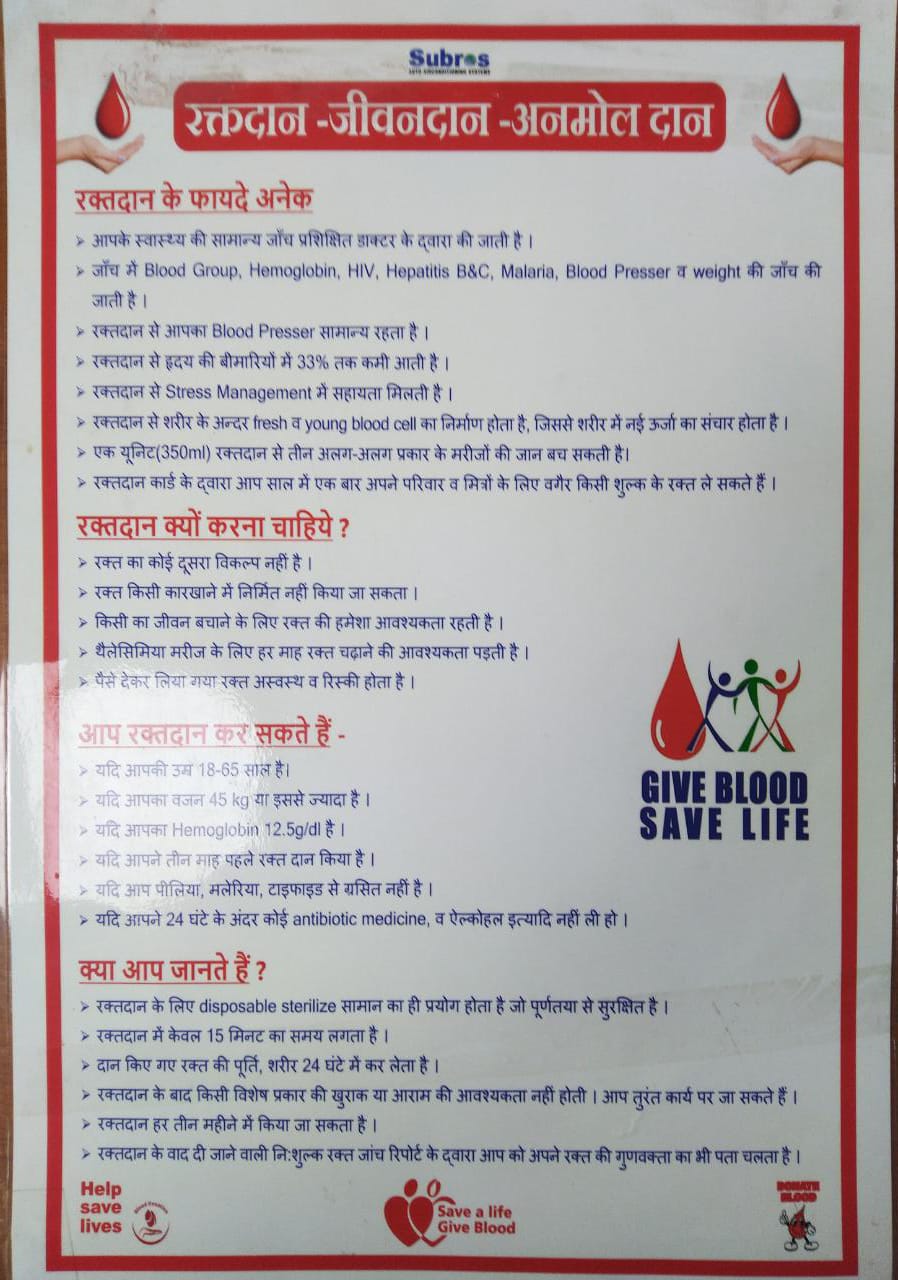 Subros
AUTO AIRCONDITIONING SYSTEMS
रक्तदान -जीवनदान -अनमोल दान
रक्तदान के फायदे अनेक
➢ आपके स्वास्थ्य की सामान्य जाँच प्रशिक्षित डाक्टर के द्वारा की जाती है ।
➢ जाँच में Blood Group, Hemoglobin, HIV, Hepatitis B&C, Malaria, Blood Presser व weight की जाँच की
जाती है ।
➢ रक्तदान से आपका Blood Presser सामान्य रहता है ।
➢ रक्तदान से हृदय की बीमारियों में 33% तक कमी आती है ।
➢ रक्तदान से Stress Management में सहायता मिलती है ।
➢ रक्तदान से शरीर के अन्दर fresh व young blood cell का निर्माण होता है, जिससे शरीर में नई ऊर्जा का संचार होता है ।
➢ एक यूनिट(350ml) रक्तदान से तीन अलग-अलग प्रकार के मरीजों की जान बच सकती है।
➢ रक्तदान कार्ड के द्वारा आप साल में एक बार अपने परिवार व मित्रों के लिए वगैर किसी शुल्क के रक्त ले सकते हैं ।
रक्तदान क्यों करना चाहिये ?
➢ रक्त का कोई दूसरा विकल्प नहीं है ।
➢ रक्त किसी कारखाने में निर्मित नहीं किया जा सकता ।
➢ किसी का जीवन बचाने के लिए रक्त की हमेशा आवश्यकता रहती है ।
➢ थैलेसिमिया मरीज के लिए हर माह रक्त चढ़ाने की आवश्यकता पड़ती है ।
➢ पैसे देकर लिया गया रक्त अस्वस्थ व रिस्की होता है ।
आप रक्तदान कर सकते हैं -
➢ यदि आपकी उम्र 18-65 साल है।
➢ यदि आपका वजन 45 kg या इससे ज्यादा है ।
➢ यदि आपका Hemoglobin 12.5g/dl है ।
➢ यदि आपने तीन माह पहले रक्त दान किया है ।
➢ यदि आप पीलिया, मलेरिया, टाइफाइड से ग्रसित नहीं है ।
➢ यदि आपने 24 घंटे के अंदर कोई antibiotic medicine, व ऐल्कोहल इत्यादि नहीं ली हो ।
GIVE BLOOD
SAVE LIFE
क्या आप जानते हैं ?
➢ रक्तदान के लिए disposable sterilize सामान का ही प्रयोग होता है जो पूर्णतया से सुरक्षित है ।
➢ रक्तदान में केवल 15 मिनट का समय लगता है ।
➢ दान किए गए रक्त की पूर्ति, शरीर 24 घंटे में कर लेता है ।
➢ रक्तदान के बाद किसी विशेष प्रकार की खुराक या आराम की आवश्यकता नहीं होती । आप तुरंत कार्य पर जा सकते हैं ।
➢ रक्तदान हर तीन महीने में किया जा सकता है ।
➢ रक्तदान के वाद दी जाने वाली नि:शुल्क रक्त जांच रिपोर्ट के द्वारा आप को अपने रक्त की गुणवक्ता का भी पता चलता है ।
Help
save
lives
Blood Donation
Save a life
Give Blood
DONATE
BLOOD